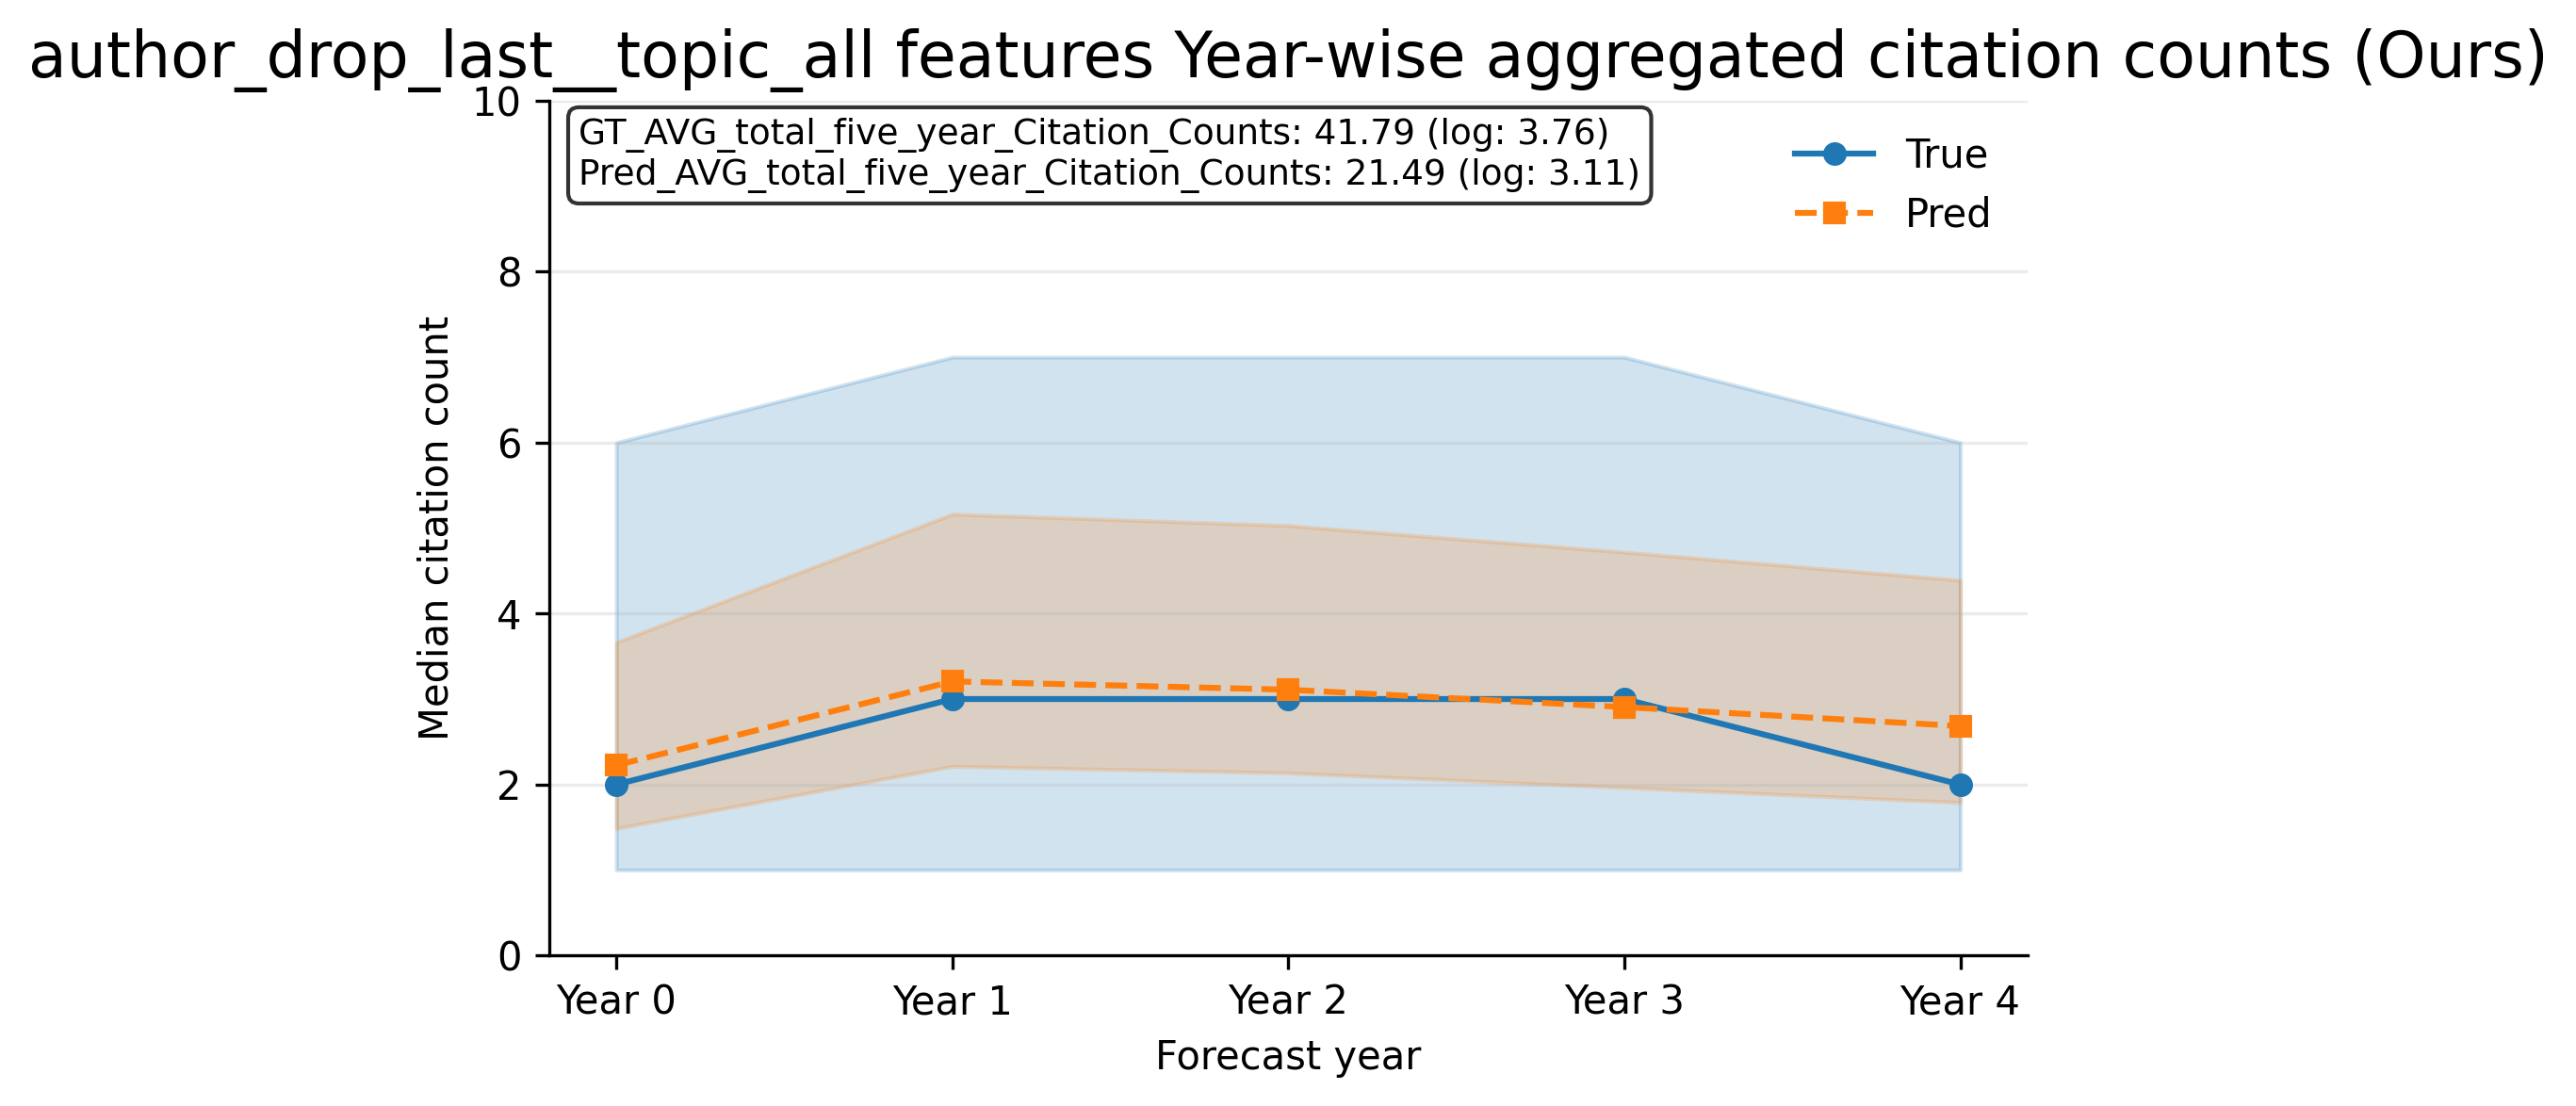 author_drop_last__topic_all features Year-wise aggregated citation counts (Ours)
GT_AVG_total_five_year_Citation_Counts: 41.79 (log: 3.76)
Pred_AVG_total_five_year_Citation_Counts: 21.49 (log: 3.11)
True
Pred
Median citation count
10
8
6
4
2
0
Year 0
Year 1
Year 2
Year 3
Year 4
Forecast year